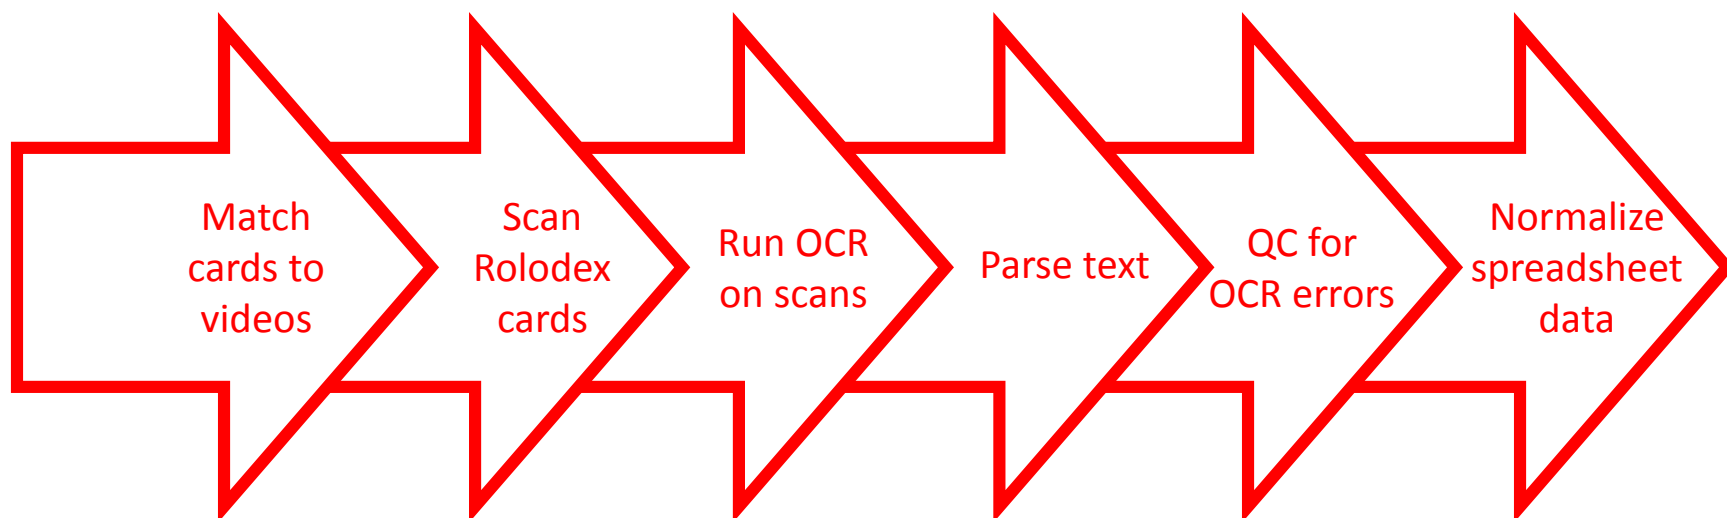 Match
cards to
videos
Scan
Rolodex
cards
Run OCR
on scans
Parse text
QC for
OCR errors
Normalize
spreadsheet
data